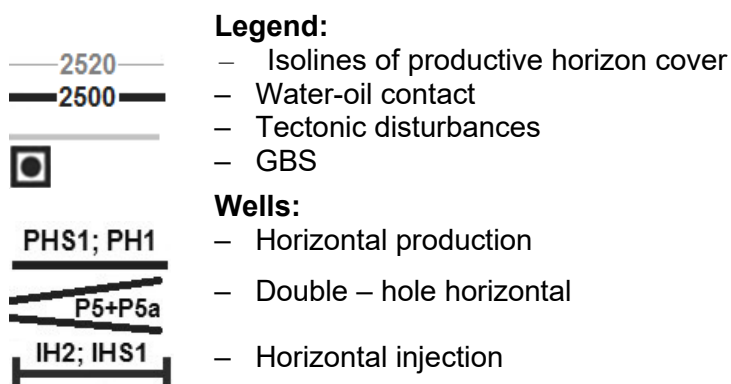 Legend:
2520 – Isolines of productive horizon cover
2500 – Water-oil contact
– Tectonic disturbances
– GBS
Wells:
PHS1; PH1 – Horizontal production
P5+P5a – Double – hole horizontal
IH2; IHS1 – Horizontal injection